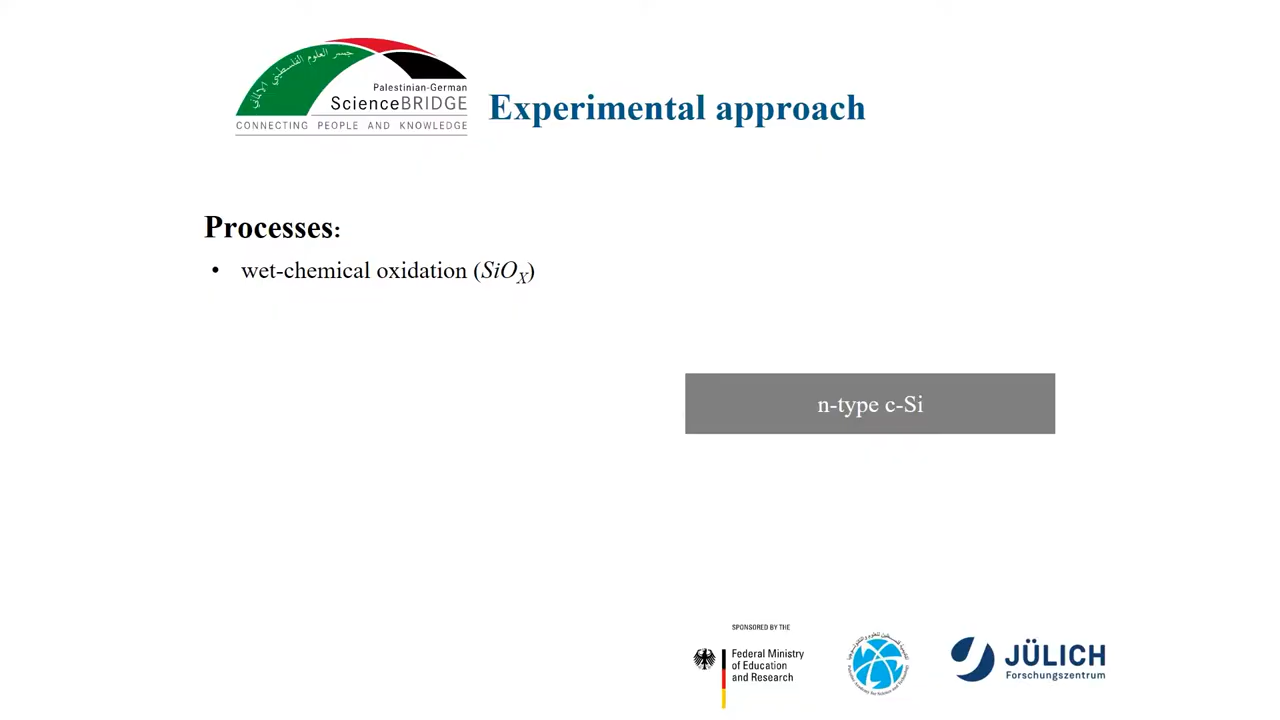 جسر العلوم الفلسطيني الألماني
Palestinian-German
ScienceBRIDGE
CONNECTING PEOPLE AND KNOWLEDGE
Experimental approach
Processes:
• wet-chemical oxidation (SiOX)
n-type c-Si
SPONSORED BY THE
Federal Ministry
of Education
and Research
JÜLICH
Forschungszentrum